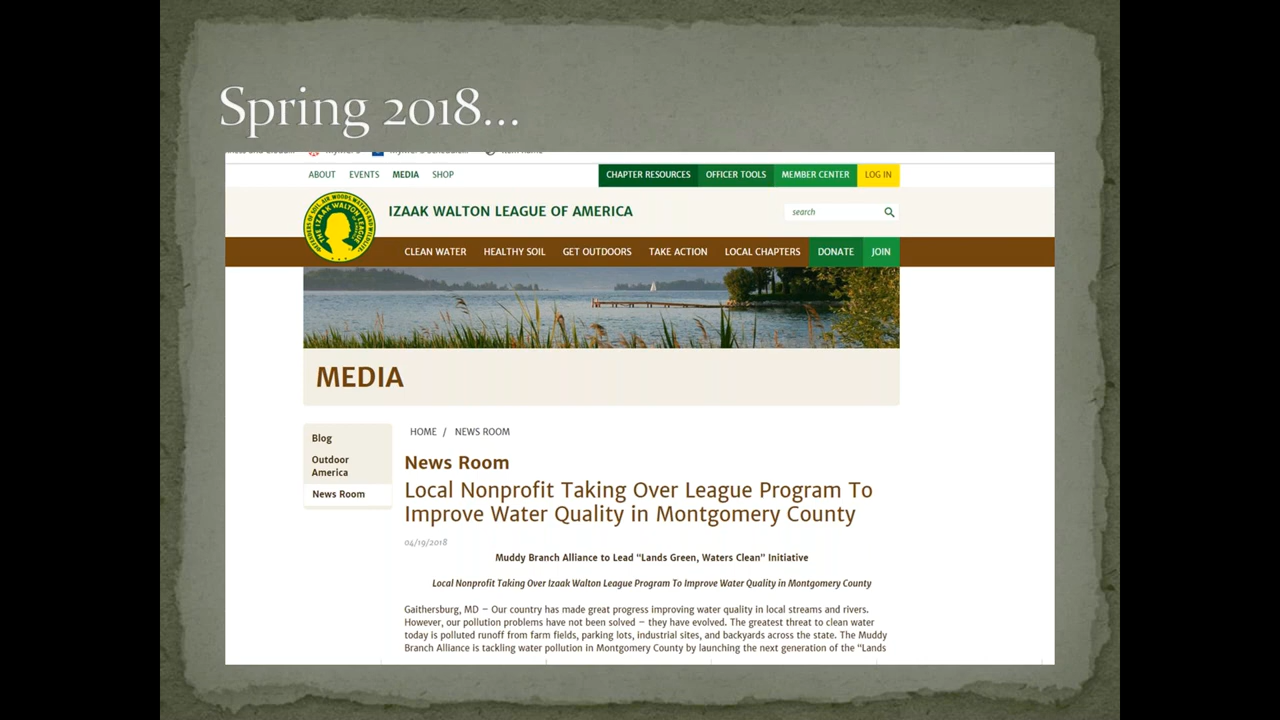 Spring 2018...
ABOUT EVENTS MEDIA SHOP
CHAPTER RESOURCES OFFICER TOOLS MEMBER CENTER LOG IN
IZAAK WALTON LEAGUE OF AMERICA
search
CLEAN WATER HEALTHY SOIL GET OUTDOORS TAKE ACTION LOCAL CHAPTERS DONATE JOIN
MEDIA
Blog
Outdoor
America
News Room
HOME / NEWS ROOM
News Room
Local Nonprofit Taking Over League Program To
Improve Water Quality in Montgomery County
04/19/2018
Muddy Branch Alliance to Lead “Lands Green, Waters Clean” Initiative
Local Nonprofit Taking Over Izaak Walton League Program To Improve Water Quality in Montgomery County
Gaithersburg, MD – Our country has made great progress improving water quality in local streams and rivers.
However, our pollution problems have not been solved – they have evolved. The greatest threat to clean water
today is polluted runoff from farm fields, parking lots, industrial sites, and backyards across the state. The Muddy
Branch Alliance is tackling water pollution in Montgomery County by launching the next generation of the “Lands